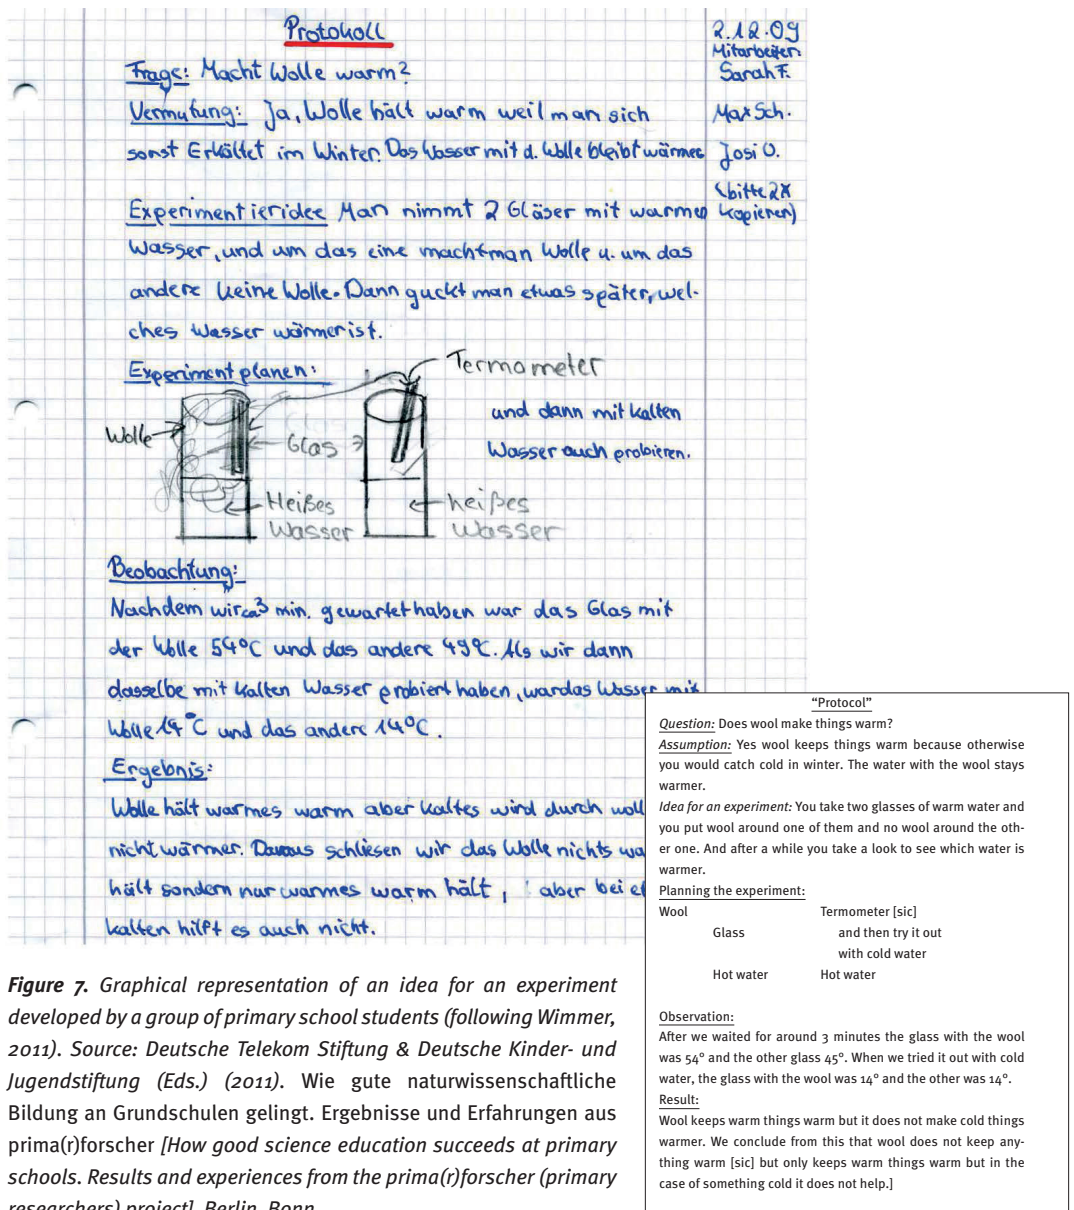 Protokoll
2.12.09
Mitarbeiter:
Sarah F.
Max Sch.
Josi O.
(bitte 2x
kopieren)
Frage: Macht Wolle warm?
Vermutung: Ja, Wolle hält warm weil man sich
sonst Erkältet im Winter. Das Wasser mit d. Wolle bleibt wärmer
Experimentieridee Man nimmt 2 Gläser mit warmen
Wasser, und um das eine macht man Wolle u. um das
andere keine Wolle. Dann guckt man etwas später, wel-
ches Wasser wärmer ist.
Experiment planen:
Termometer
und dann mit kalten
Wasser auch probieren.
Wolle
Glas
Heißes
Wasser
heißes
Wasser
Beobachtung:
Nachdem wir ca 3 min. gewartet haben war das Glas mit
der Wolle 54°C und das andere 49°C. Als wir dann
dasselbe mit kalten Wasser probiert haben, war das Wasser mit
Wolle 14°C und das andere 14°C.
Ergebnis:
Wolle hält warmes warm aber kaltes wird durch woll
nicht wärmer. Daraus schliesen wir das Wolle nichts wa
hält sondern nur warmes warm hält, aber bei et
kalten hilft es auch nicht.
“Protocol”
Question: Does wool make things warm?
Assumption: Yes wool keeps things warm because otherwise
you would catch cold in winter. The water with the wool stays
warmer.
Idea for an experiment: You take two glasses of warm water and
you put wool around one of them and no wool around the oth-
er one. And after a while you take a look to see which water is
warmer.
Planning the experiment:
Wool Termometer [sic]
Glass and then try it out
with cold water
Hot water Hot water
Observation:
After we waited for around 3 minutes the glass with the wool
was 54° and the other glass 45°. When we tried it out with cold
water, the glass with the wool was 14° and the other was 14°.
Result:
Wool keeps warm things warm but it does not make cold things
warmer. We conclude from this that wool does not keep any-
thing warm [sic] but only keeps warm things warm but in the
case of something cold it does not help.]
Figure 7. Graphical representation of an idea for an experiment
developed by a group of primary school students (following Wimmer,
2011). Source: Deutsche Telekom Stiftung & Deutsche Kinder- und
Jugendstiftung (Eds.) (2011). Wie gute naturwissenschaftliche
Bildung an Grundschulen gelingt. Ergebnisse und Erfahrungen aus
prima(r)forscher [How good science education succeeds at primary
schools. Results and experiences from the prima(r)forscher (primary
researchers) project]. Berlin, Bonn